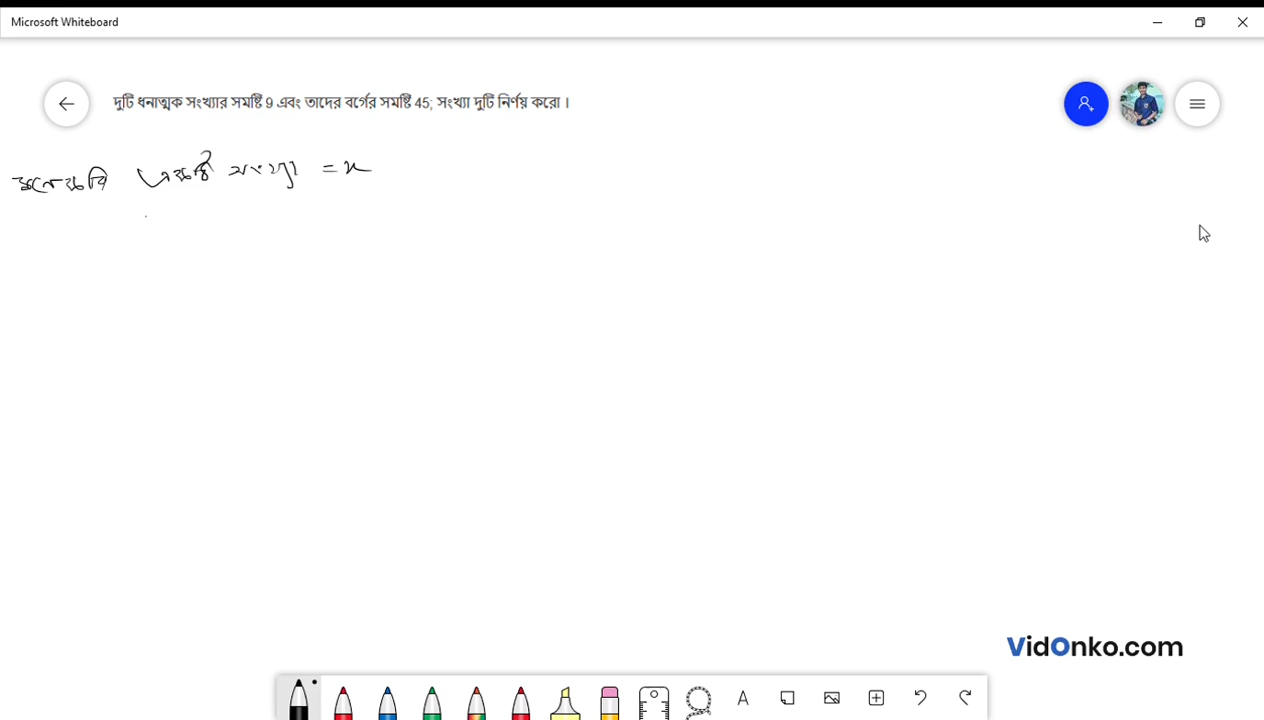 Microsoft Whiteboard
দুটি ধনাত্মক সংখ্যার সমষ্টি 9 এবং তাদের বর্গের সমষ্টি 45; সংখ্যা দুটি নির্ণয় করো ।
মনেকরি একটি সংখ্যা = x
A
VidOnko.com